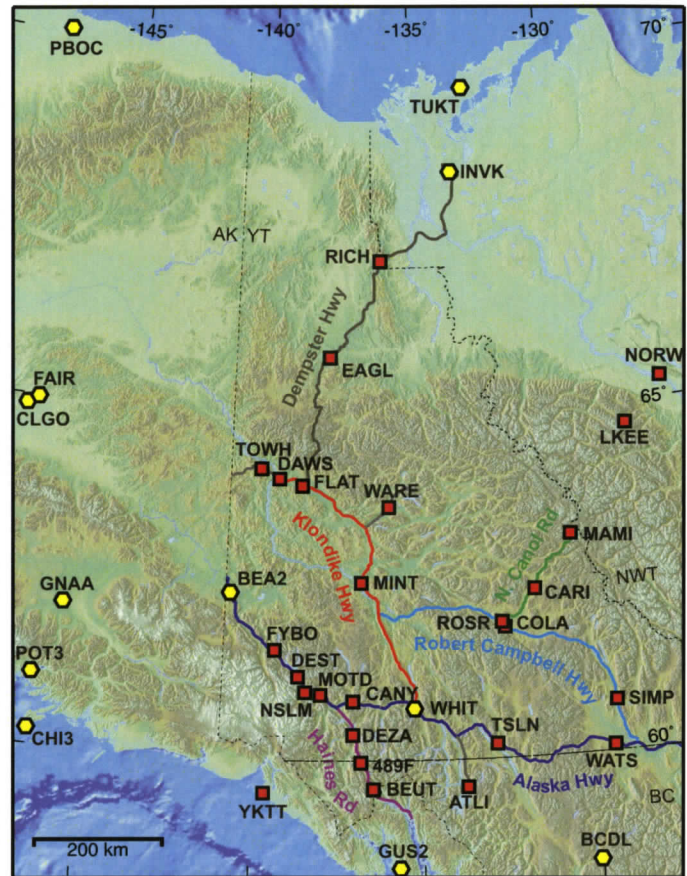 -145° -140° -135° -130° 70°
PBOC
TUKT
INVK
AK YT
RICH
Dempster Hwy
EAGL
NORW
FAIR
65°
CLGO
LKEE
TOWH
DAWS
FLAT
WARE
Klondike Hwy
N. Canol Rd
MAMI
NWT
BEA2
MINT
CARI
GNAA
ROSR
COLA
FYBO
Robert Campbell Hwy
POT3
DEST
MOTD
CANY
SIMP
NSLM
WHIT
CHI3
TSLN
60°
DEZA
WATS
Haines Rd
489F
Alaska Hwy
BEUT
ATLI
BC
YKTT
200 km
BCDL
GUS2